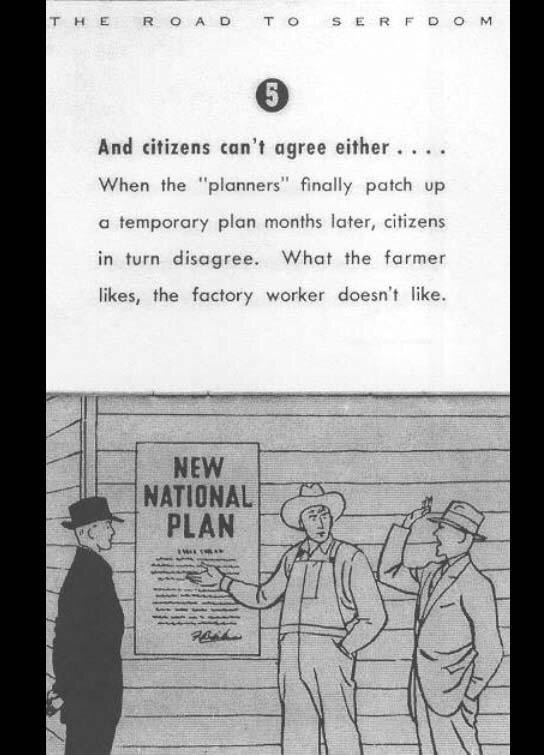 THE ROAD TO SERFDOM
5
And citizens can't agree either . . . .
When the "planners" finally patch up
a temporary plan months later, citizens
in turn disagree. What the farmer
likes, the factory worker doesn't like.
NEW
NATIONAL
PLAN